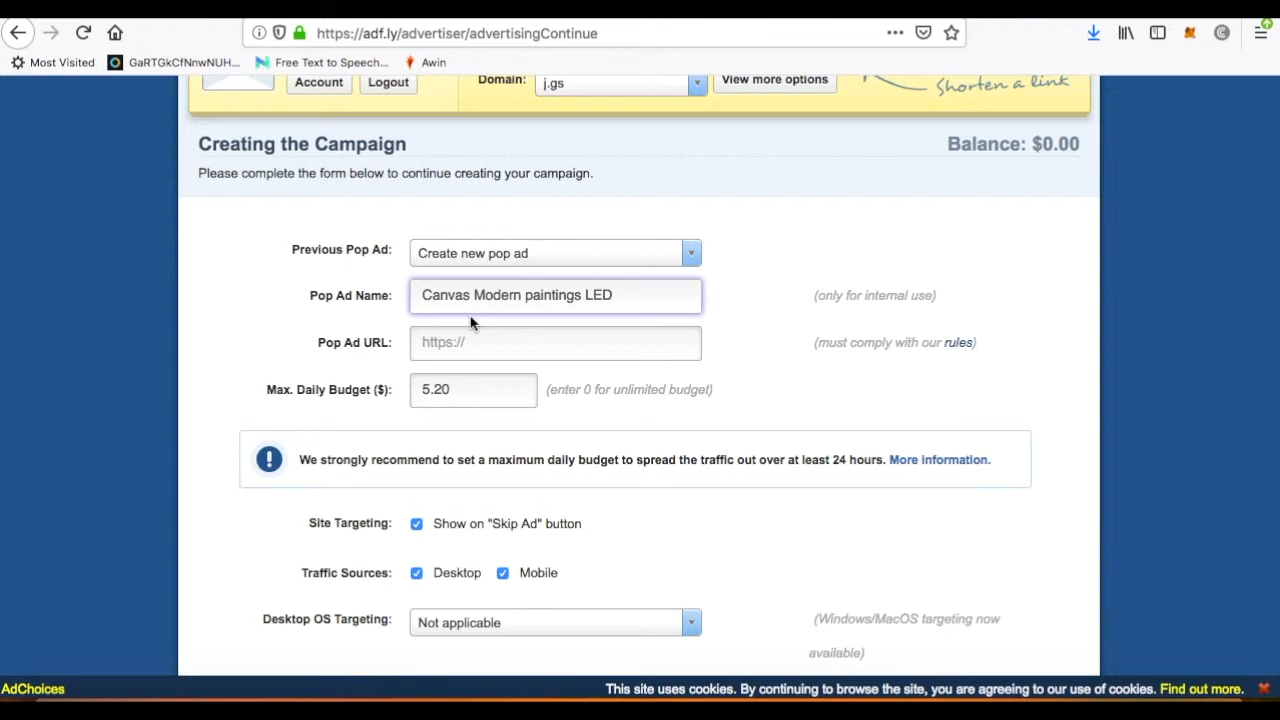 https://adf.ly/advertiser/advertisingContinue
Most Visited GaRTGkCfNnwNUH... Free Text to Speech... Awin
Account Logout Domain: j.gs View more options Shorten a link
Creating the Campaign Balance: $0.00
Please complete the form below to continue creating your campaign.
Previous Pop Ad: Create new pop ad
Pop Ad Name: Canvas Modern paintings LED (only for internal use)
Pop Ad URL: https:// (must comply with our rules)
Max. Daily Budget ($): 5.20 (enter 0 for unlimited budget)
We strongly recommend to set a maximum daily budget to spread the traffic out over at least 24 hours. More information.
Site Targeting: Show on "Skip Ad" button
Traffic Sources: Desktop Mobile
Desktop OS Targeting: Not applicable (Windows/MacOS targeting now
available)
AdChoices This site uses cookies. By continuing to browse the site, you are agreeing to our use of cookies. Find out more.